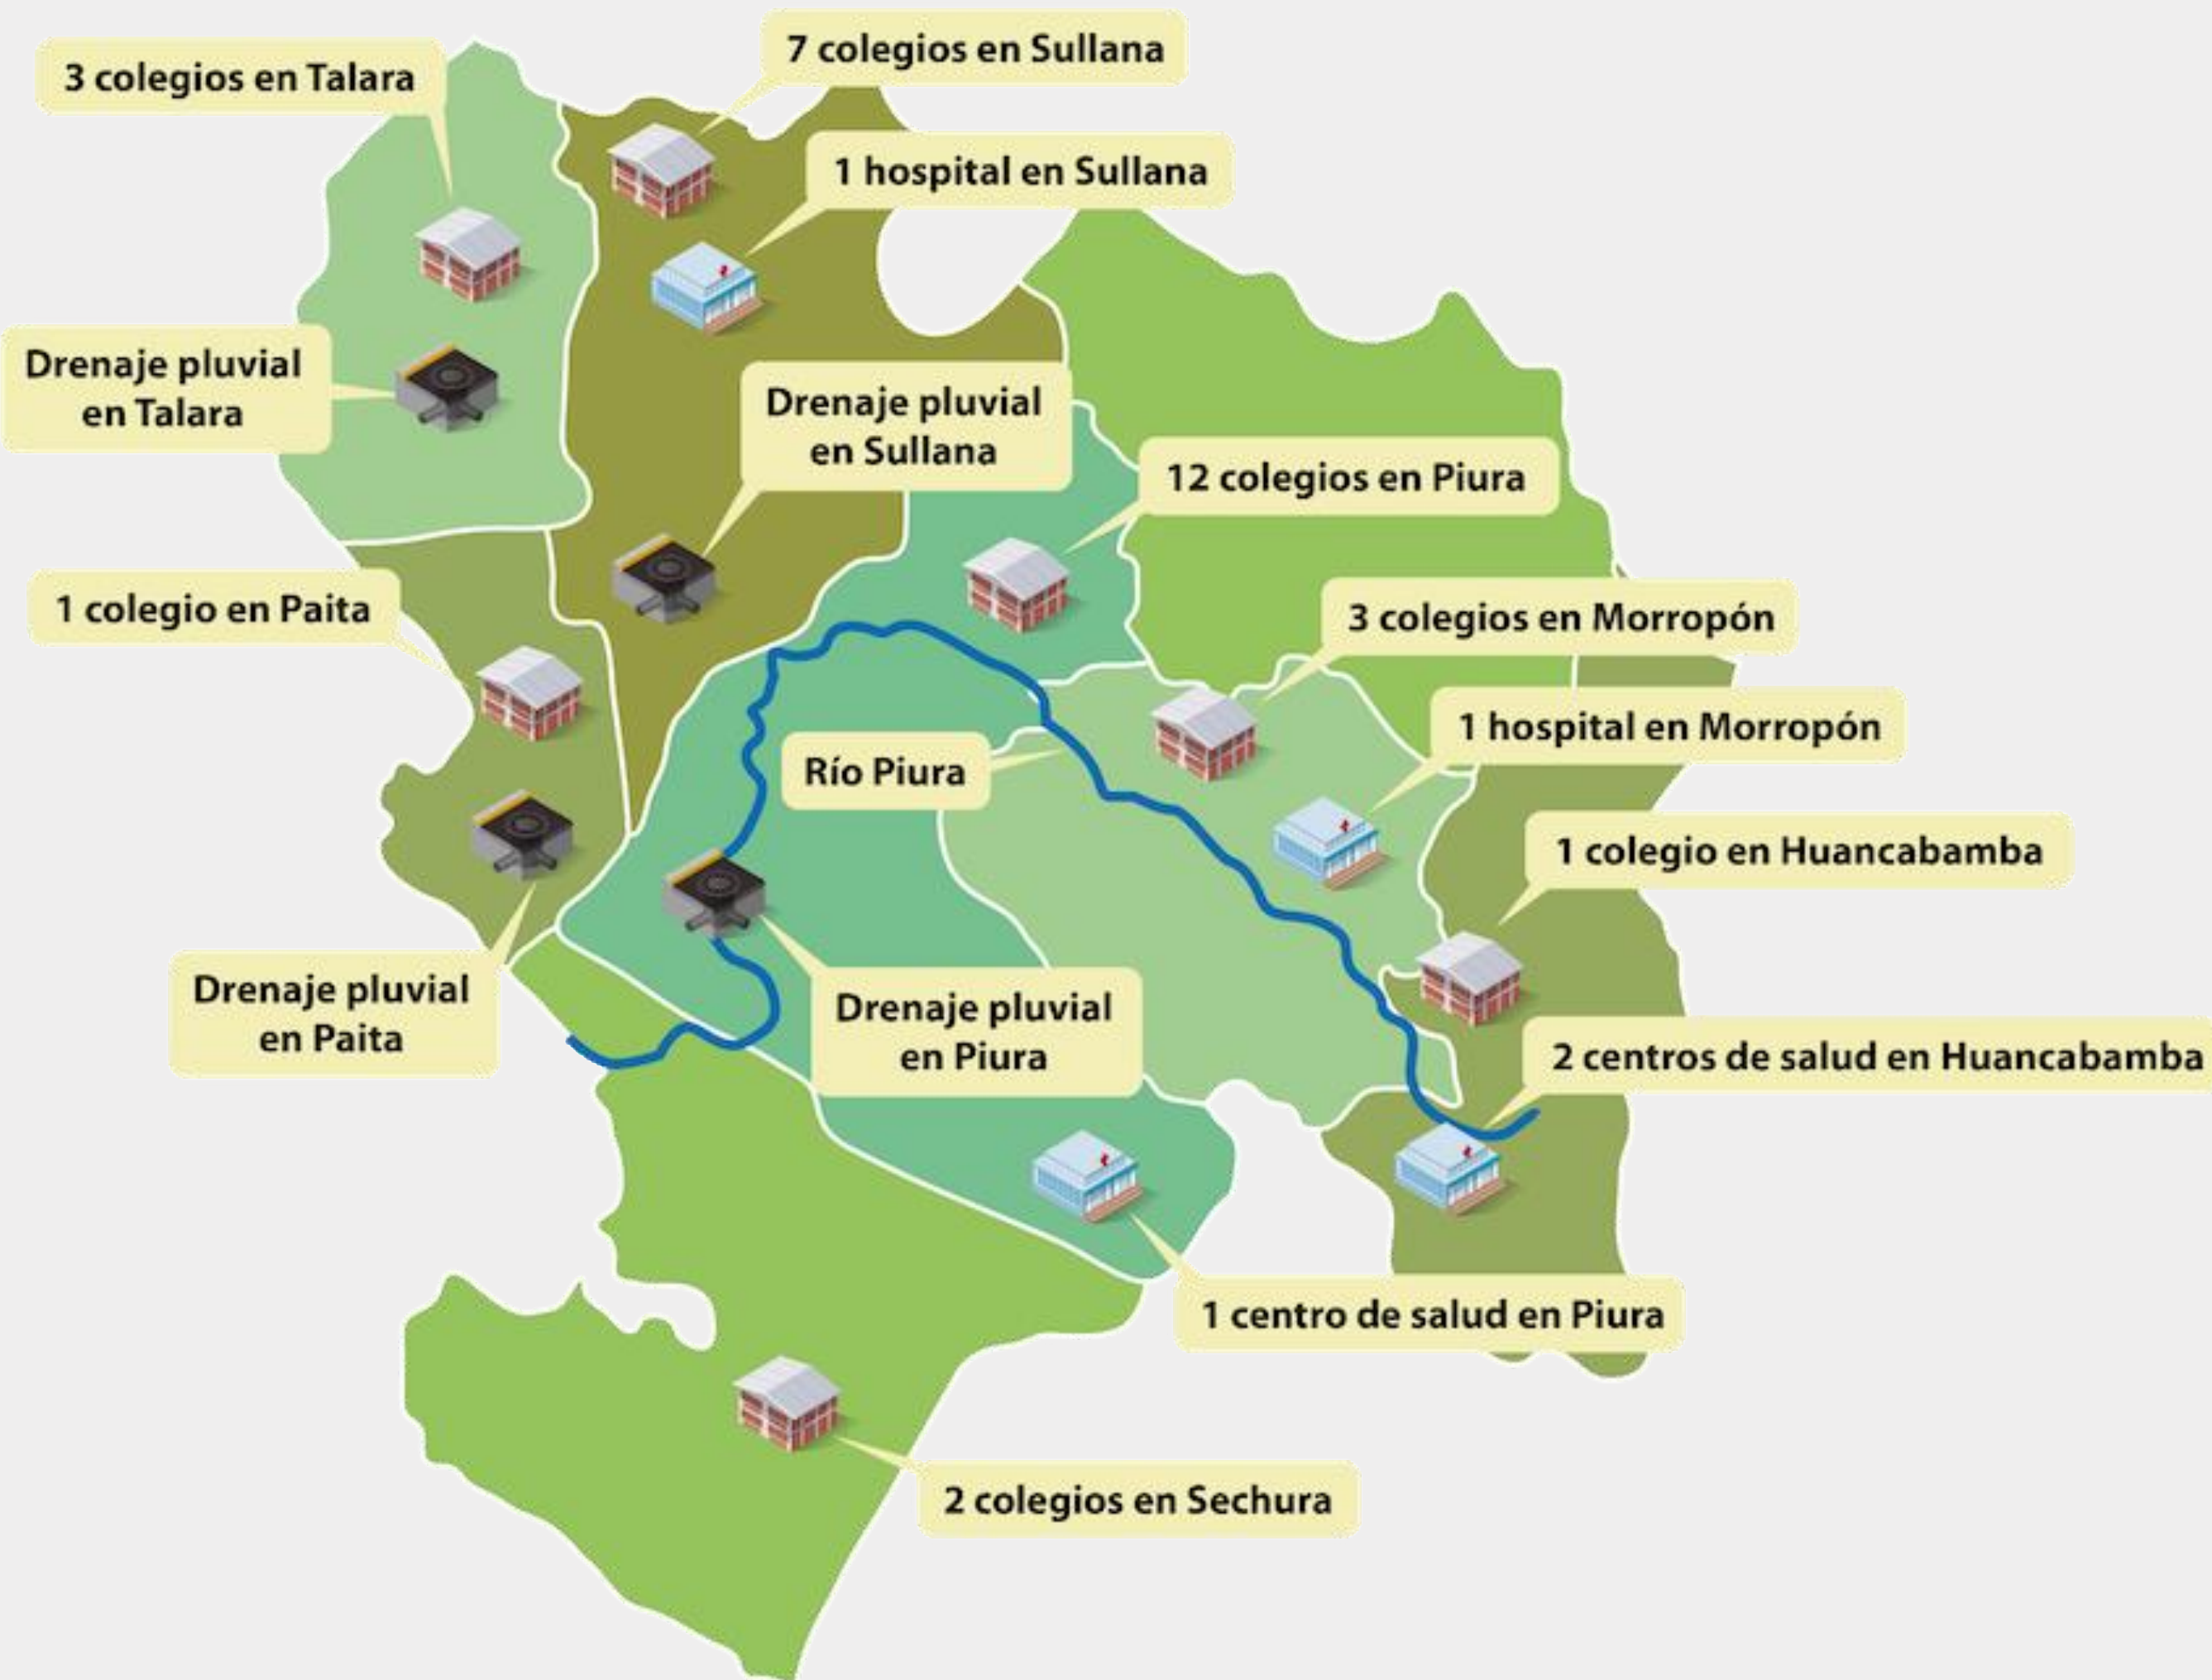 7 colegios en Sullana
3 colegios en Talara
1 hospital en Sullana
Drenaje pluvial
en Talara
Drenaje pluvial
en Sullana
12 colegios en Piura
1 colegio en Paita
3 colegios en Morropón
1 hospital en Morropón
Río Piura
1 colegio en Huancabamba
Drenaje pluvial
en Paita
Drenaje pluvial
en Piura
2 centros de salud en Huancabamba
1 centro de salud en Piura
2 colegios en Sechura